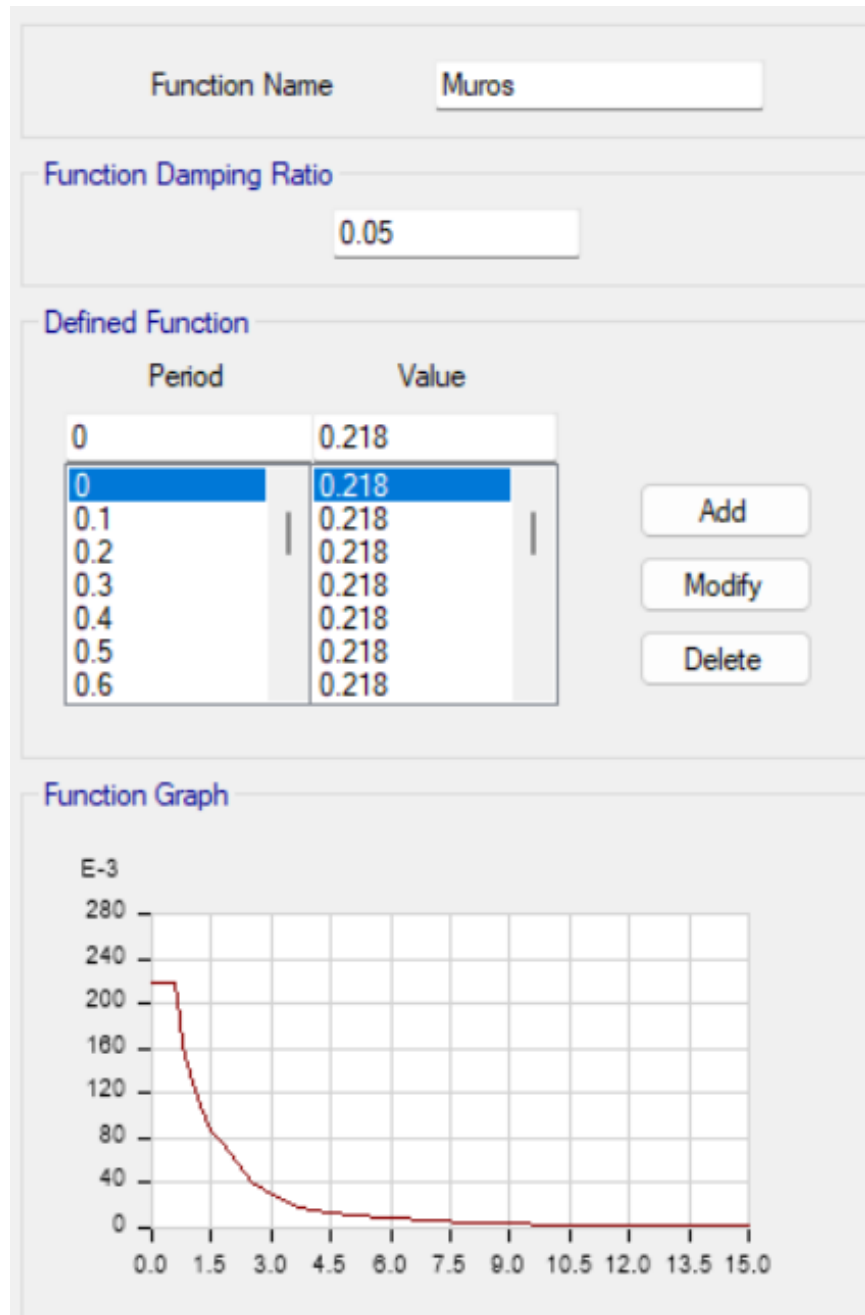 Function Name Muros
Function Damping Ratio
0.05
Defined Function
Period Value
0 0.218
0 0.218
0.1 0.218
0.2 0.218
0.3 0.218
0.4 0.218
0.5 0.218
0.6 0.218
Add
Modify
Delete
Function Graph
E-3
280
240
200
160
120
80
40
0
0.0 1.5 3.0 4.5 6.0 7.5 9.0 10.5 12.0 13.5 15.0